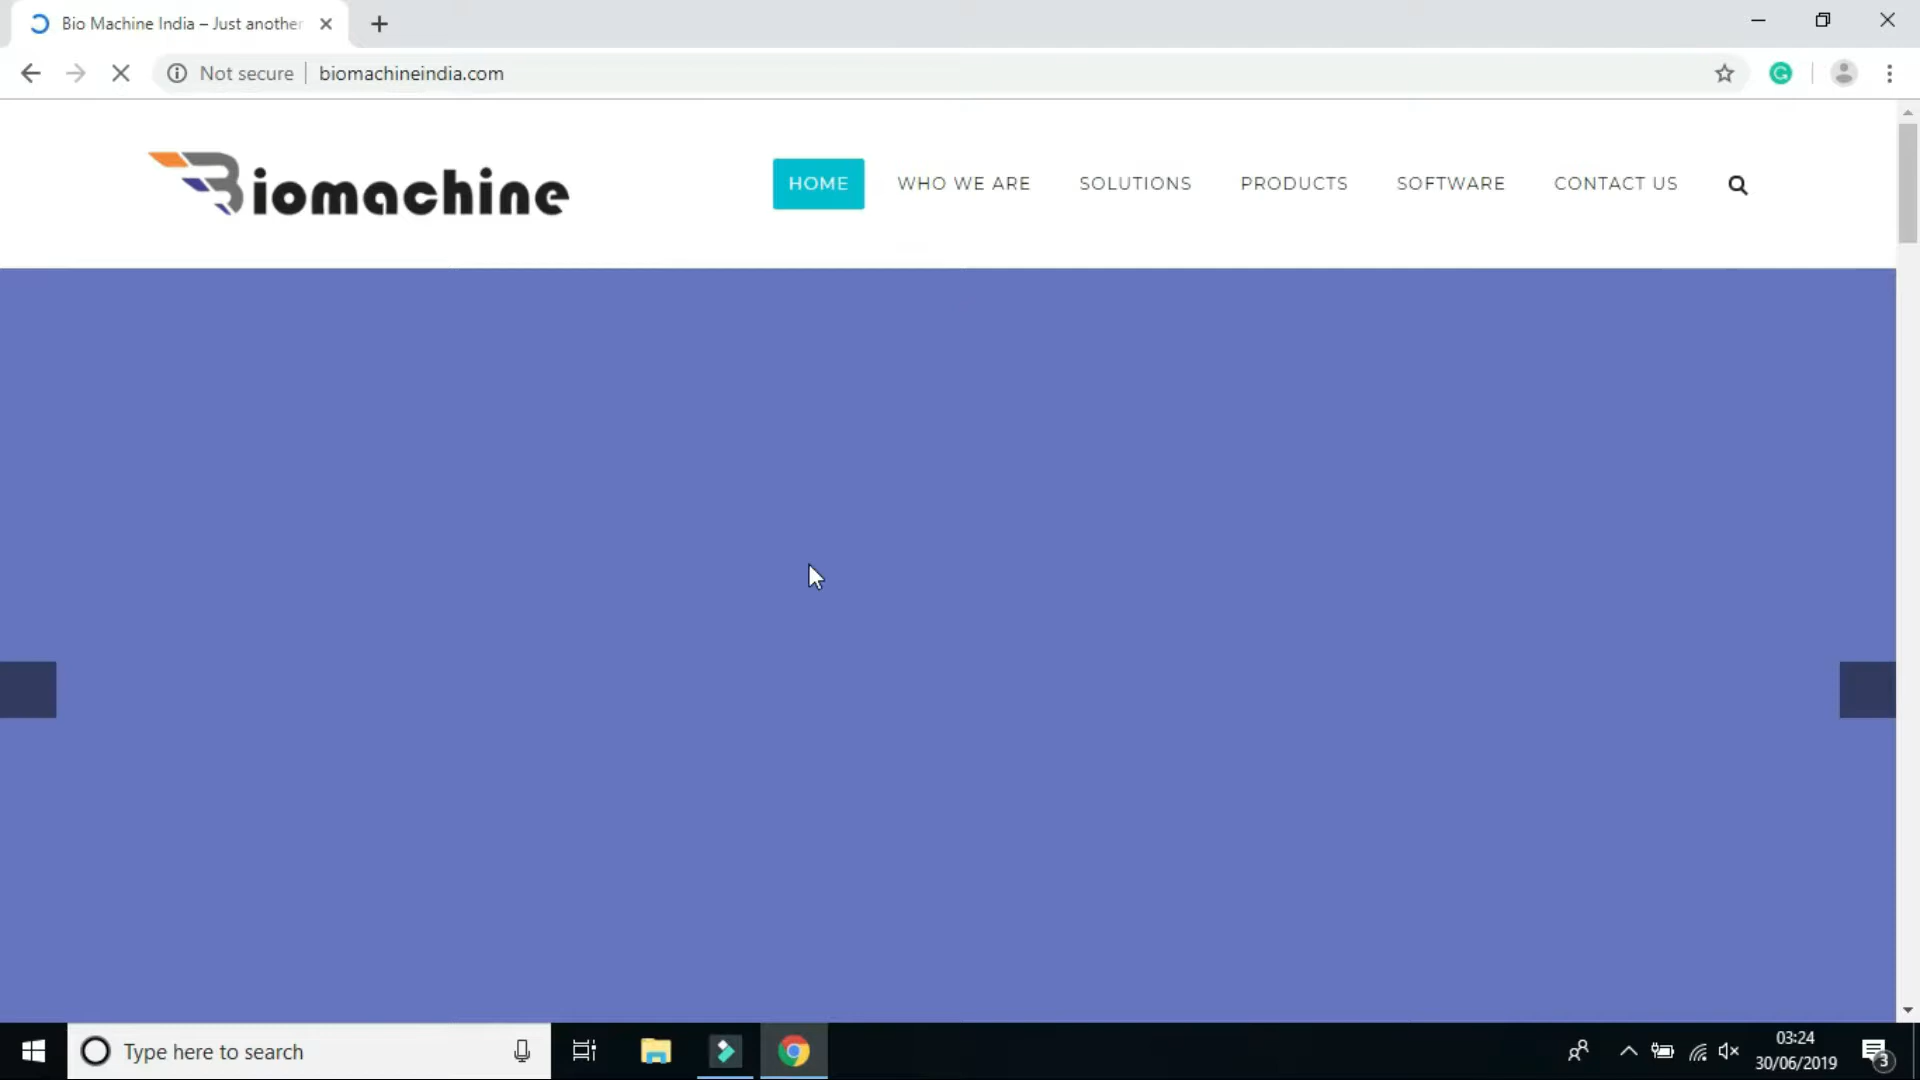 Bio Machine India – Just another
Not secure
biomachineindia.com
Biomachine
HOME
WHO WE ARE
SOLUTIONS
PRODUCTS
SOFTWARE
CONTACT US
Type here to search
03:24
30/06/2019
3